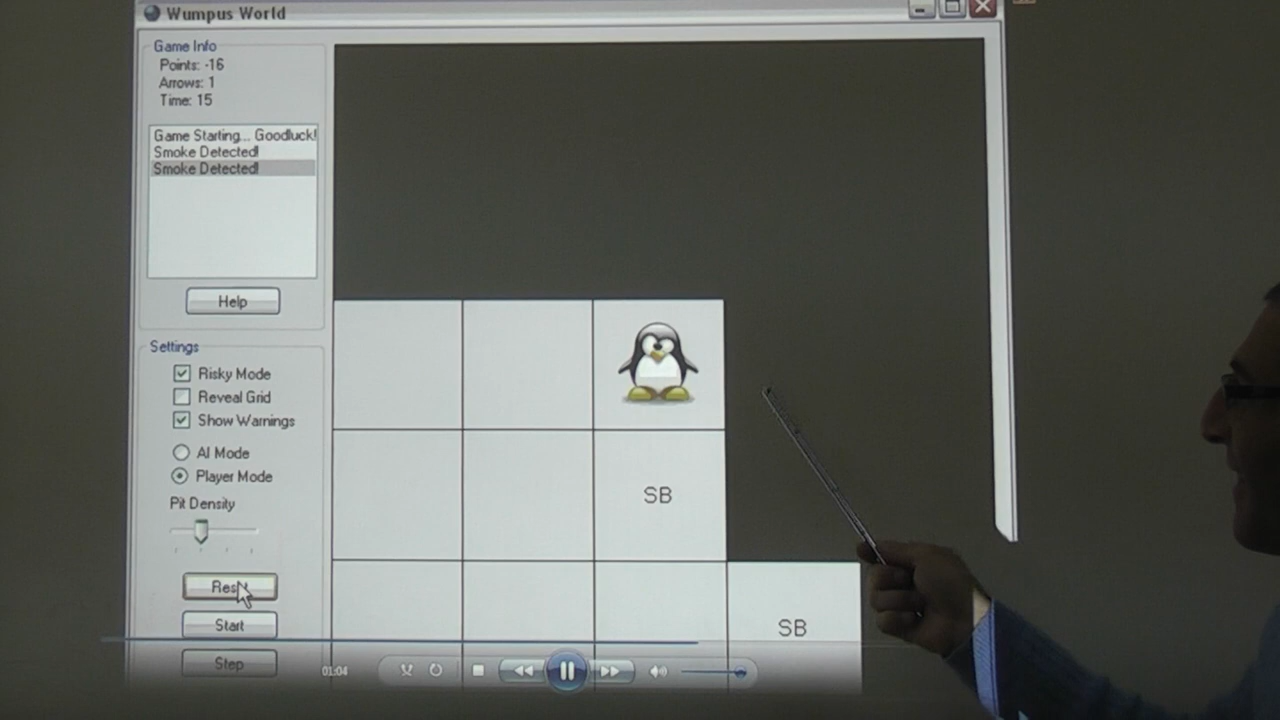 Wumpus World
Game Info
Points: -16
Arrows: 1
Time: 15
Game Starting... Goodluck!
Smoke Detected!
Smoke Detected!
Help
Settings
Risky Mode
Reveal Grid
Show Warnings
AI Mode
Player Mode
Pit Density
Reset
Start
Step
SB
SB
01:04